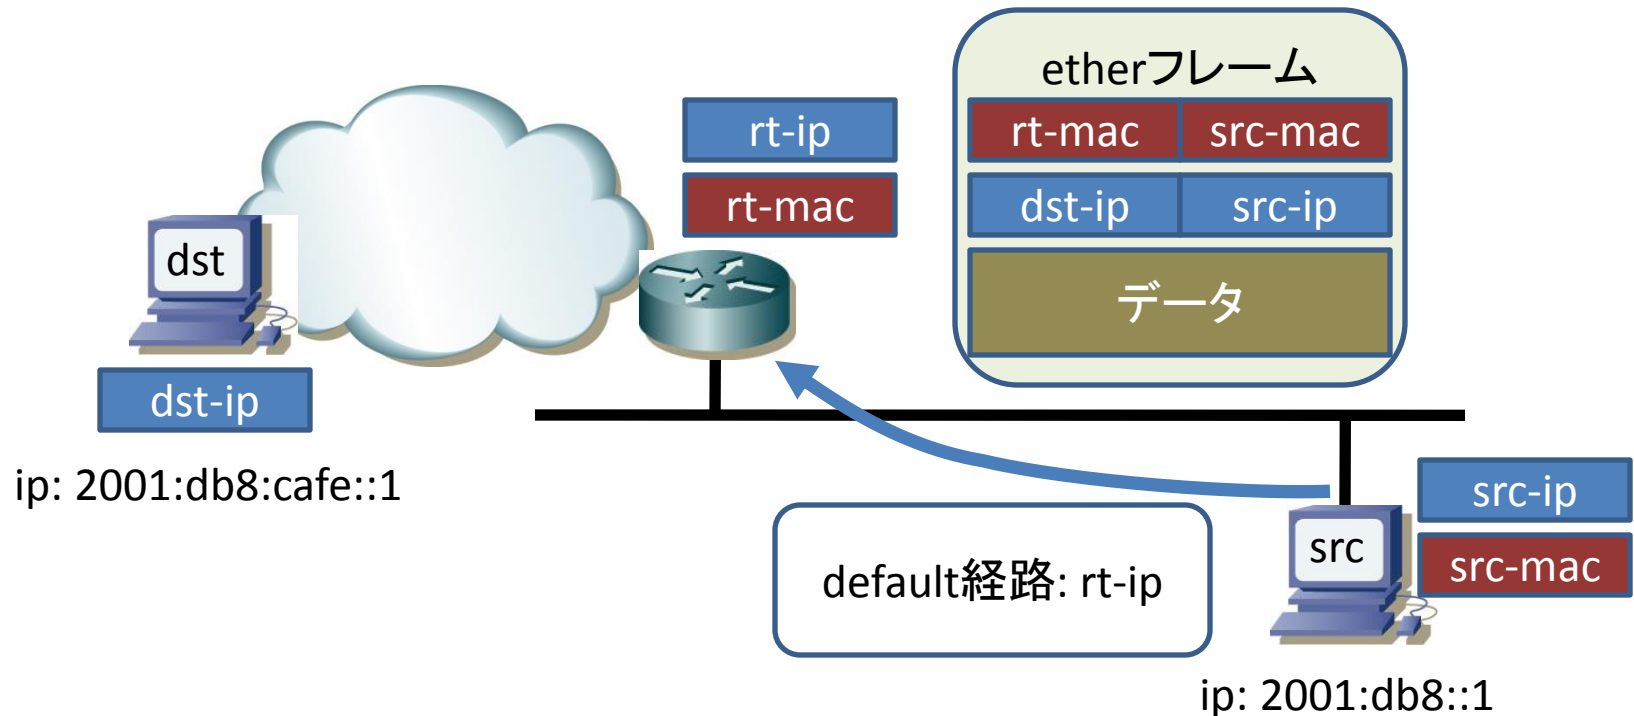 etherフレーム
rt-mac src-mac
dst-ip src-ip
データ
rt-ip
rt-mac
dst
dst-ip
ip: 2001:db8:cafe::1
default経路: rt-ip
src
src-ip
src-mac
ip: 2001:db8::1